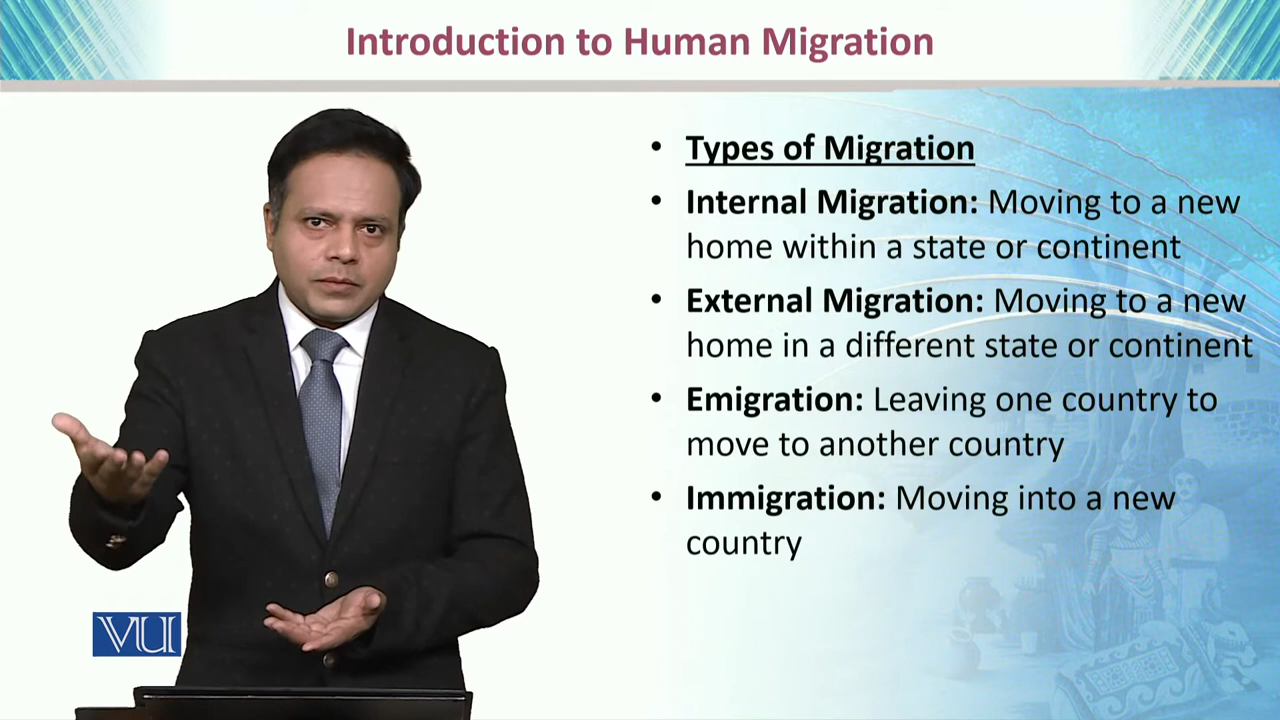 Introduction to Human Migration
• Types of Migration
• Internal Migration: Moving to a new
home within a state or continent
• External Migration: Moving to a new
home in a different state or continent
• Emigration: Leaving one country to
move to another country
• Immigration: Moving into a new
country
VU